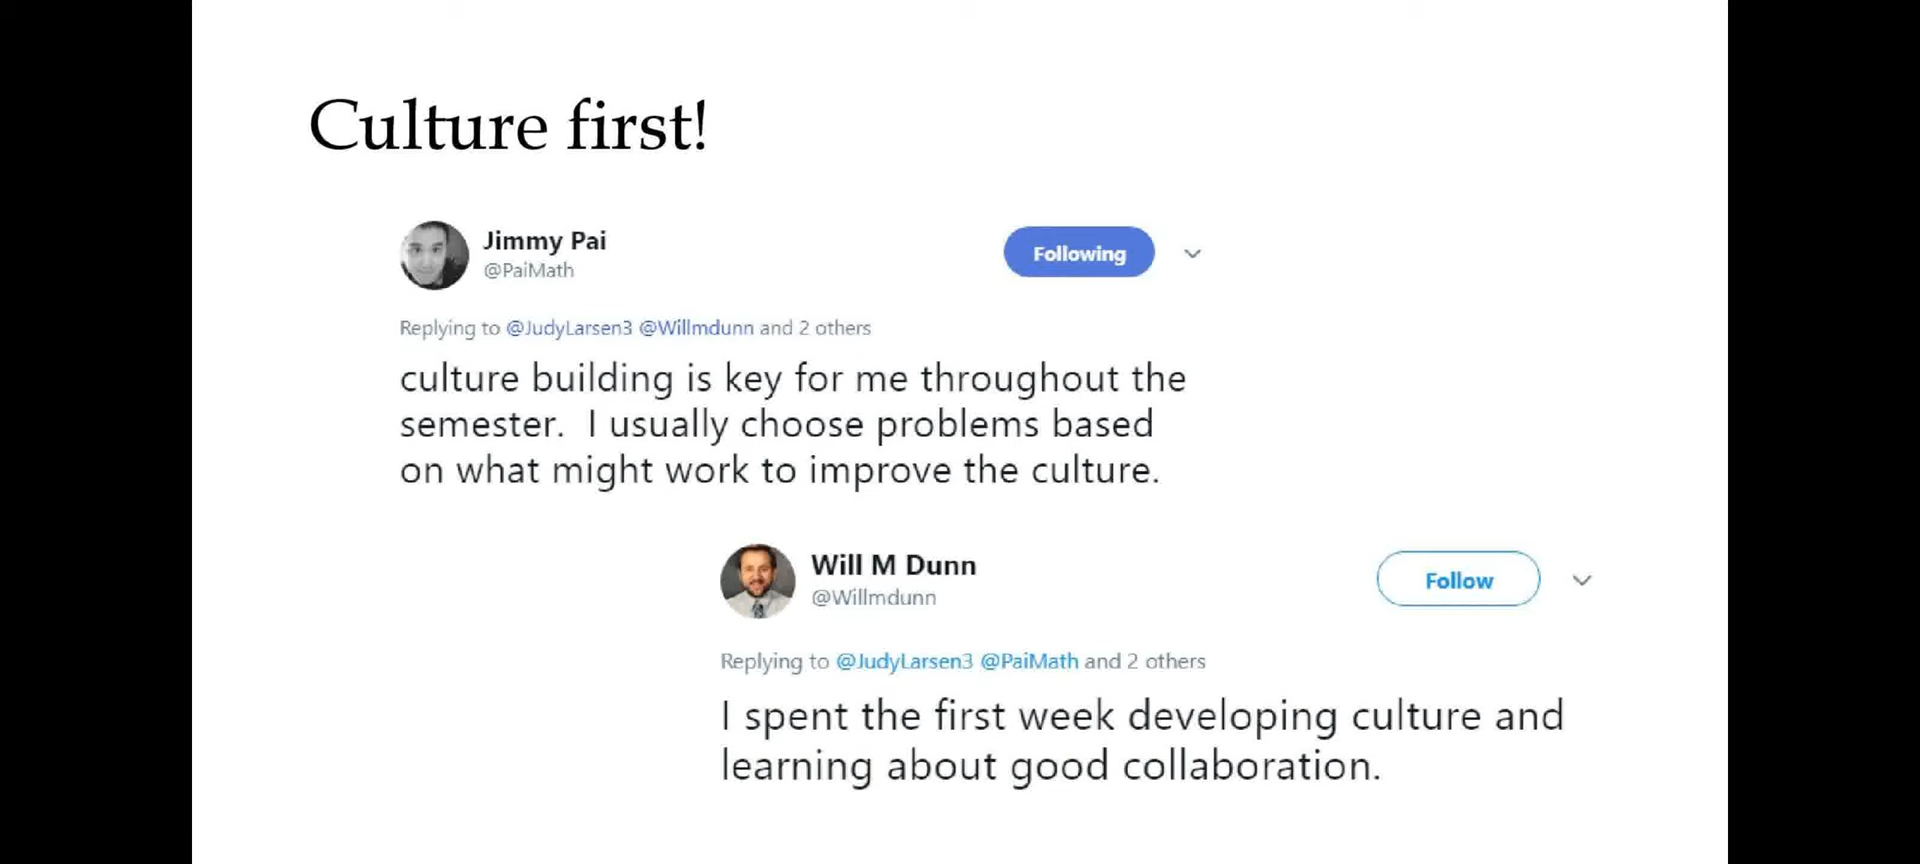 Culture first!
Jimmy Pai
@PaiMath
Following
Replying to @JudyLarsen3 @Willmdunn and 2 others
culture building is key for me throughout the
semester.  I usually choose problems based
on what might work to improve the culture.
Will M Dunn
@Willmdunn
Follow
Replying to @JudyLarsen3 @PaiMath and 2 others
I spent the first week developing culture and
learning about good collaboration.